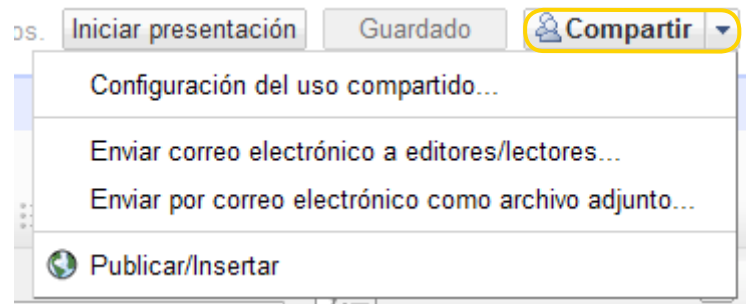 os. Iniciar presentación Guardado Compartir
Configuración del uso compartido...
Enviar correo electrónico a editores/lectores...
Enviar por correo electrónico como archivo adjunto...
Publicar/Insertar